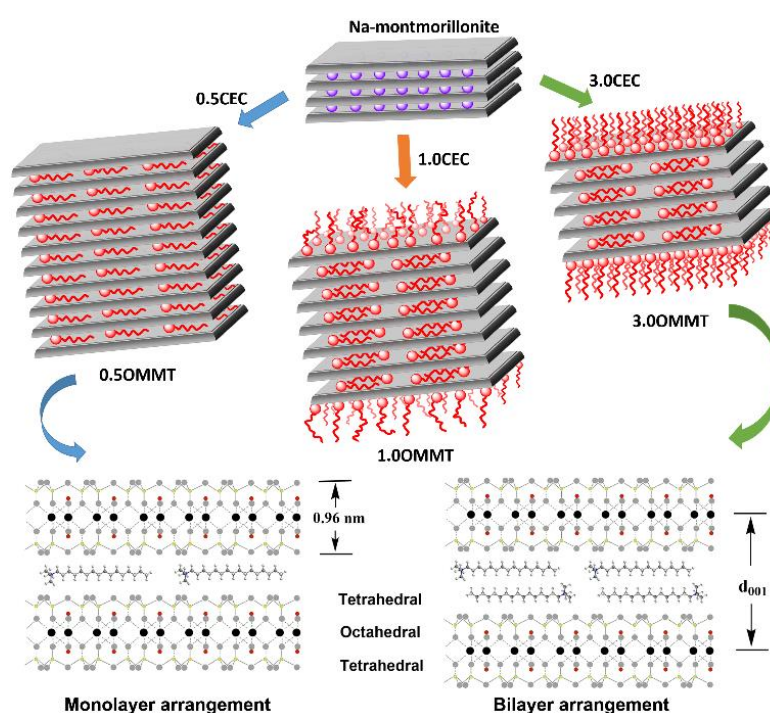 Na-montmorillonite
0.5CEC
3.0CEC
1.0CEC
0.5OMMT
3.0OMMT
1.0OMMT
0.96 nm
d001
Tetrahedral
Octahedral
Tetrahedral
Monolayer arrangement
Bilayer arrangement